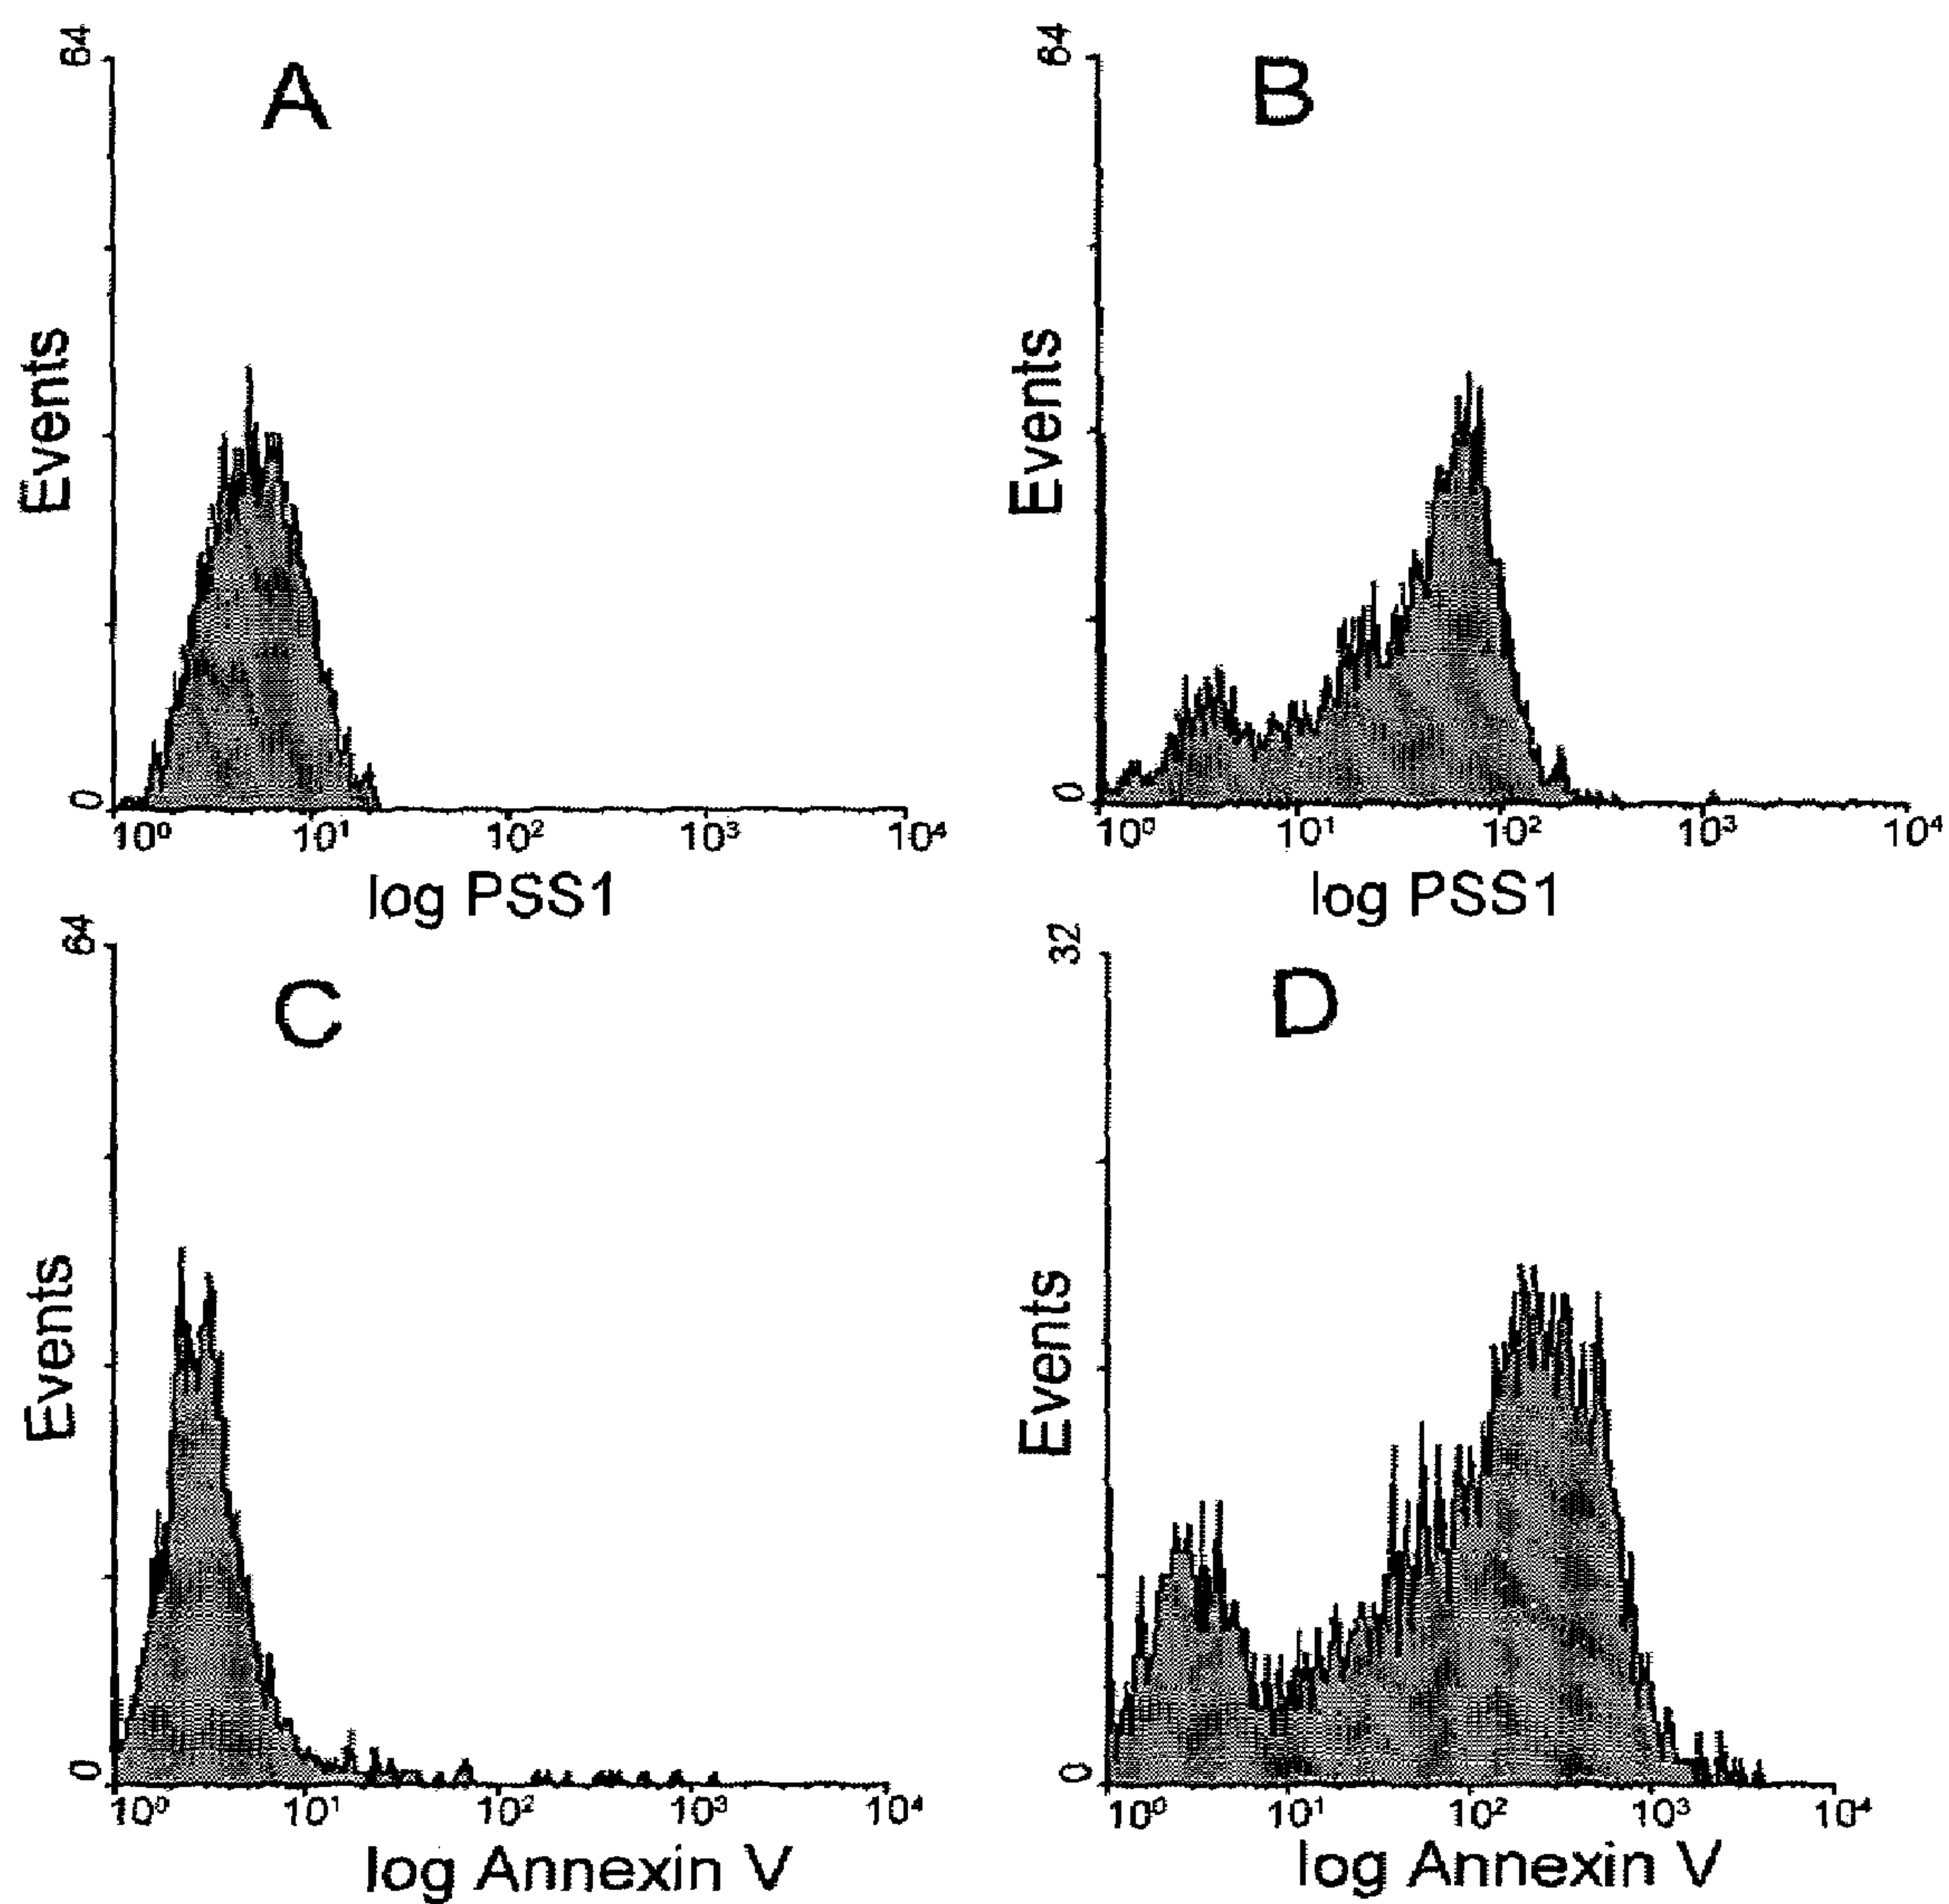 64
A
Events
0
10⁰ 10¹ 10² 10³ 10⁴
log PSS1
64
B
Events
0
10⁰ 10¹ 10² 10³ 10⁴
log PSS1
64
C
Events
0
10⁰ 10¹ 10² 10³ 10⁴
log Annexin V
32
D
Events
0
10⁰ 10¹ 10² 10³ 10⁴
log Annexin V